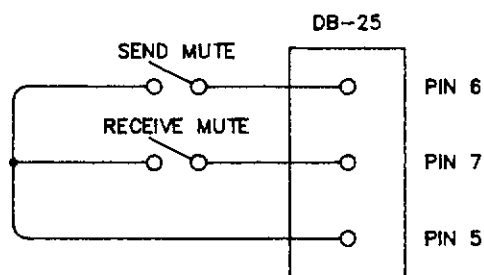 DB-25
SEND MUTE
PIN 6
RECEIVE MUTE
PIN 7
PIN 5